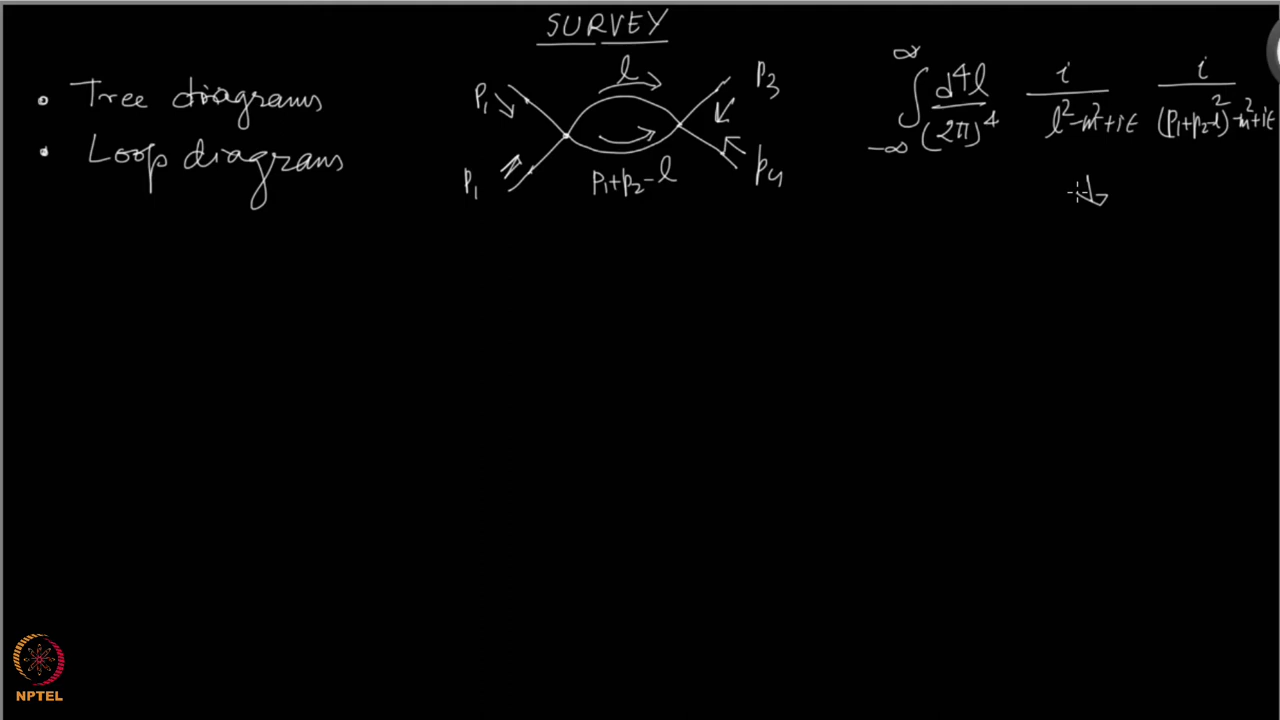 SURVEY
• Tree diagrams
• Loop diagrams
l
P₁
P₃
P₁
P₁+P₂-l
P₄
∞
∫ d⁴l/(2π)⁴ i/(l²-m²+iε) i/((P₁+P₂-l)²-m²+iε)
-∞
NPTEL